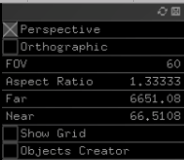 Perspective
Orthographic
FOV 60
Aspect Ratio 1.33333
Far 6651.08
Near 66.5108
Show Grid
Objects Creator